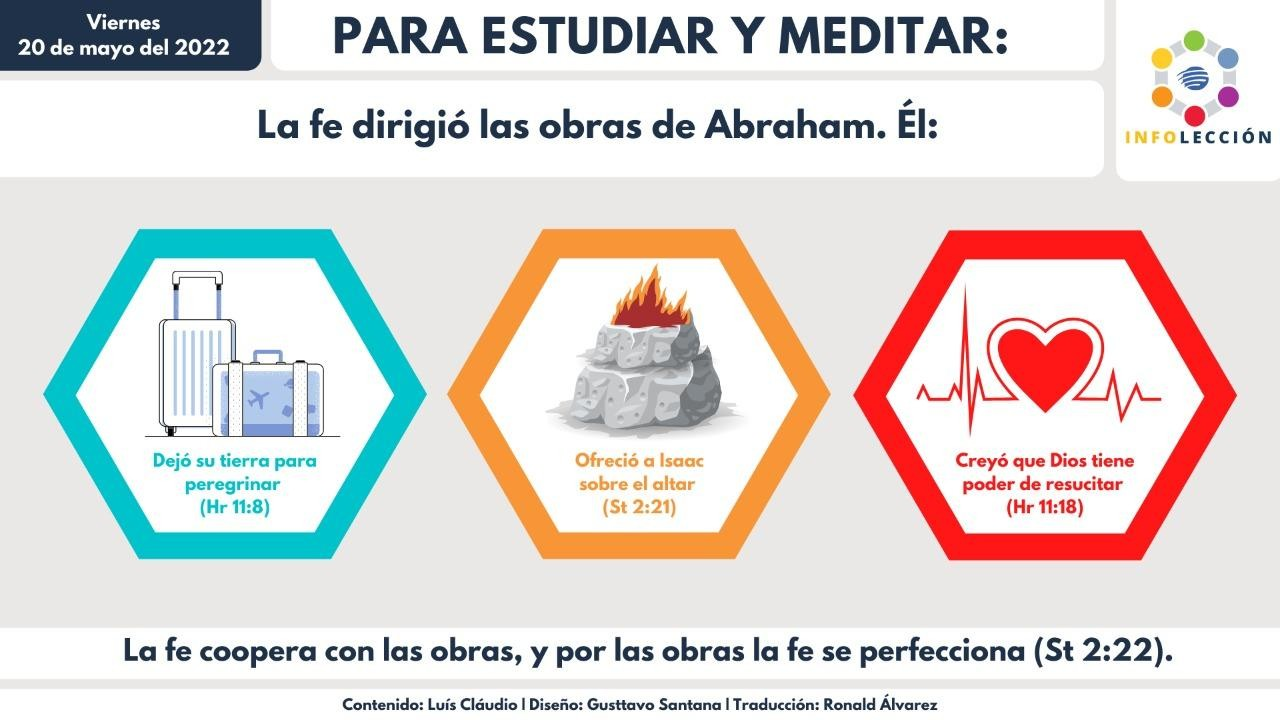 Viernes
20 de mayo del 2022
PARA ESTUDIAR Y MEDITAR:
INFOLECCIÓN
La fe dirigió las obras de Abraham. Él:
Dejó su tierra para
peregrinar
(Hr 11:8)
Ofreció a Isaac
sobre el altar
(St 2:21)
Creyó que Dios tiene
poder de resucitar
(Hr 11:18)
La fe coopera con las obras, y por las obras la fe se perfecciona (St 2:22).
Contenido: Luís Cláudio | Diseño: Gusttavo Santana | Traducción: Ronald Álvarez